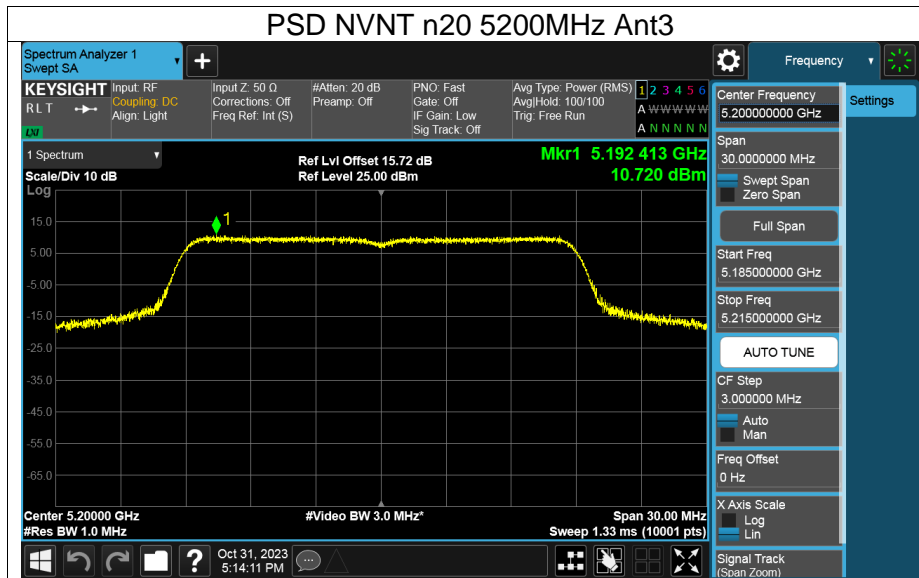 PSD NVNT n20 5200MHz Ant3
Spectrum Analyzer 1
Swept SA
+
Frequency
KEYSIGHT
R L T
LXI
Input: RF
Coupling: DC
Align: Light
Input Z: 50 Ω
Corrections: Off
Freq Ref: Int (S)
#Atten: 20 dB
Preamp: Off
PNO: Fast
Gate: Off
IF Gain: Low
Sig Track: Off
Avg Type: Power (RMS)
Avg|Hold: 100/100
Trig: Free Run
1 2 3 4 5 6
A W W W W W
A N N N N N
1 Spectrum
Scale/Div 10 dB
Ref Lvl Offset 15.72 dB
Ref Level 25.00 dBm
Mkr1 5.192 413 GHz
10.720 dBm
Log
1
15.0
5.00
-5.00
-15.0
-25.0
-35.0
-45.0
-55.0
-65.0
Center 5.20000 GHz
#Res BW 1.0 MHz
#Video BW 3.0 MHz*
Span 30.00 MHz
Sweep 1.33 ms (10001 pts)
Center Frequency
5.200000000 GHz
Settings
Span
30.0000000 MHz
Swept Span
Zero Span
Full Span
Start Freq
5.185000000 GHz
Stop Freq
5.215000000 GHz
AUTO TUNE
CF Step
3.000000 MHz
Auto
Man
Freq Offset
0 Hz
X Axis Scale
Log
Lin
Signal Track
(Span Zoom)
?
Oct 31, 2023
5:14:11 PM